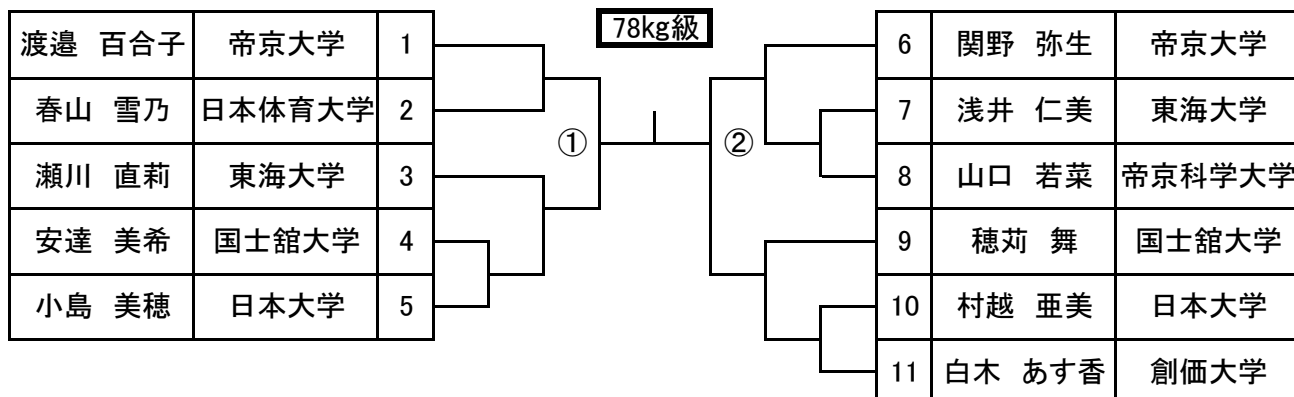 78kg級
渡邉 百合子 帝京大学 1
春山 雪乃 日本体育大学 2
瀬川 直莉 東海大学 3
安達 美希 国士舘大学 4
小島 美穂 日本大学 5
①
②
6 関野 弥生 帝京大学
7 浅井 仁美 東海大学
8 山口 若菜 帝京科学大学
9 穂苅 舞 国士舘大学
10 村越 亜美 日本大学
11 白木 あす香 創価大学